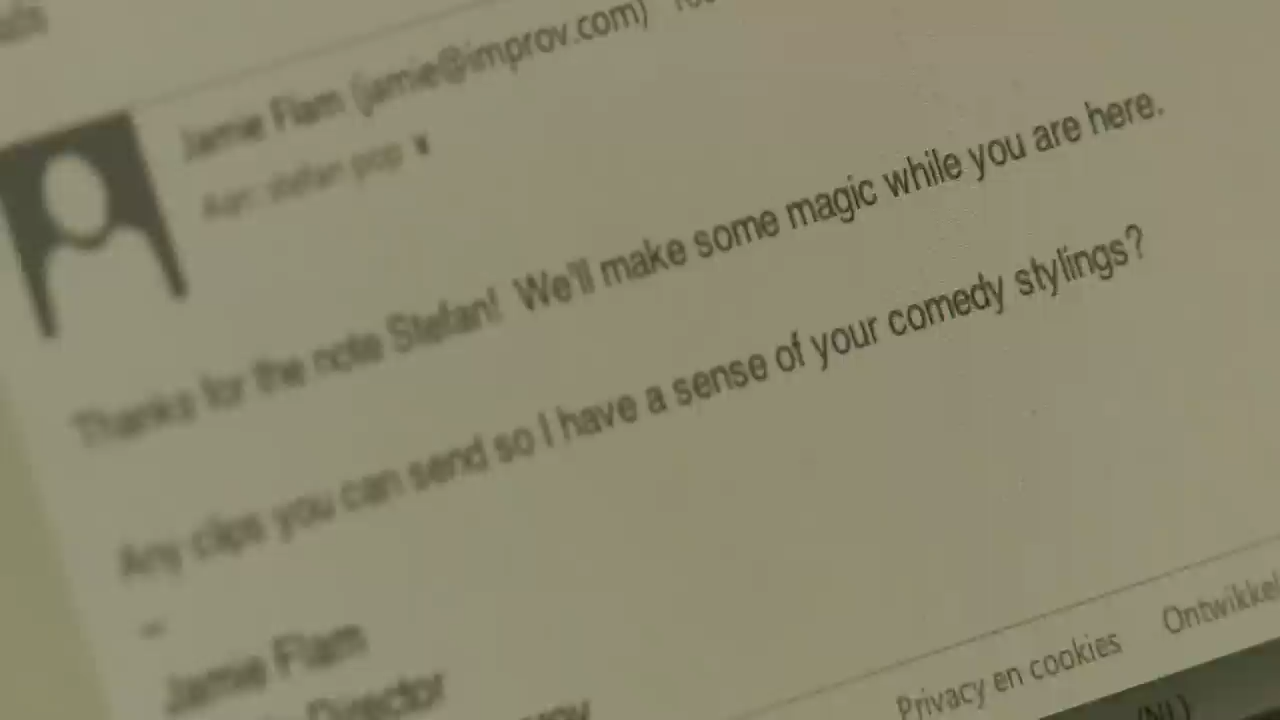 Jamie Flam (jamie@improv.com)
Aan: stefan pop
Thanks for the note Stefan! We'll make some magic while you are here.
Any clips you can send so I have a sense of your comedy stylings?
--
Jamie Flam
Director
Privacy en cookies
(NL)